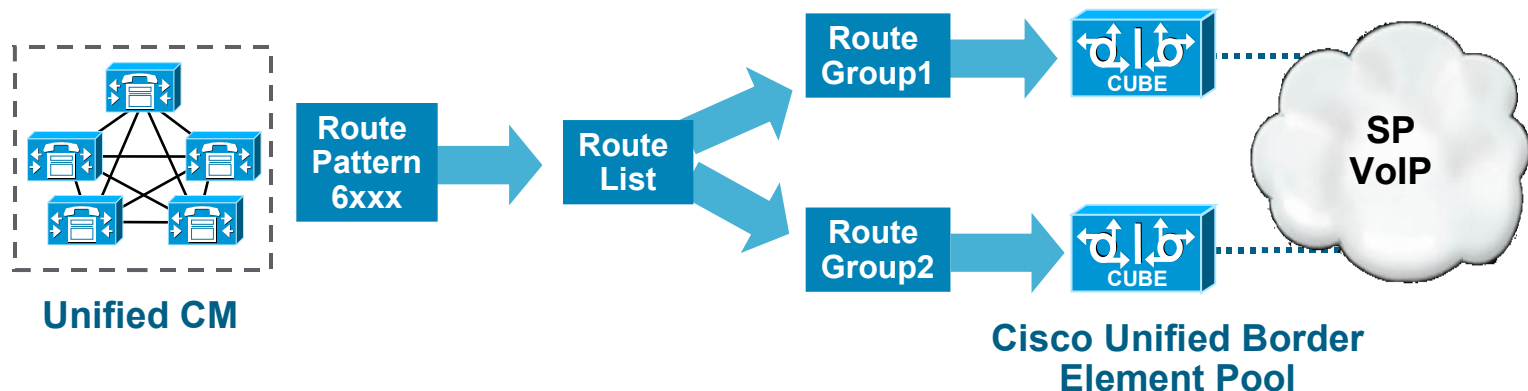 Unified CM
Route
Pattern
6xxx
Route
List
Route
Group1
CUBE
Route
Group2
CUBE
SP
VoIP
Cisco Unified Border
Element Pool